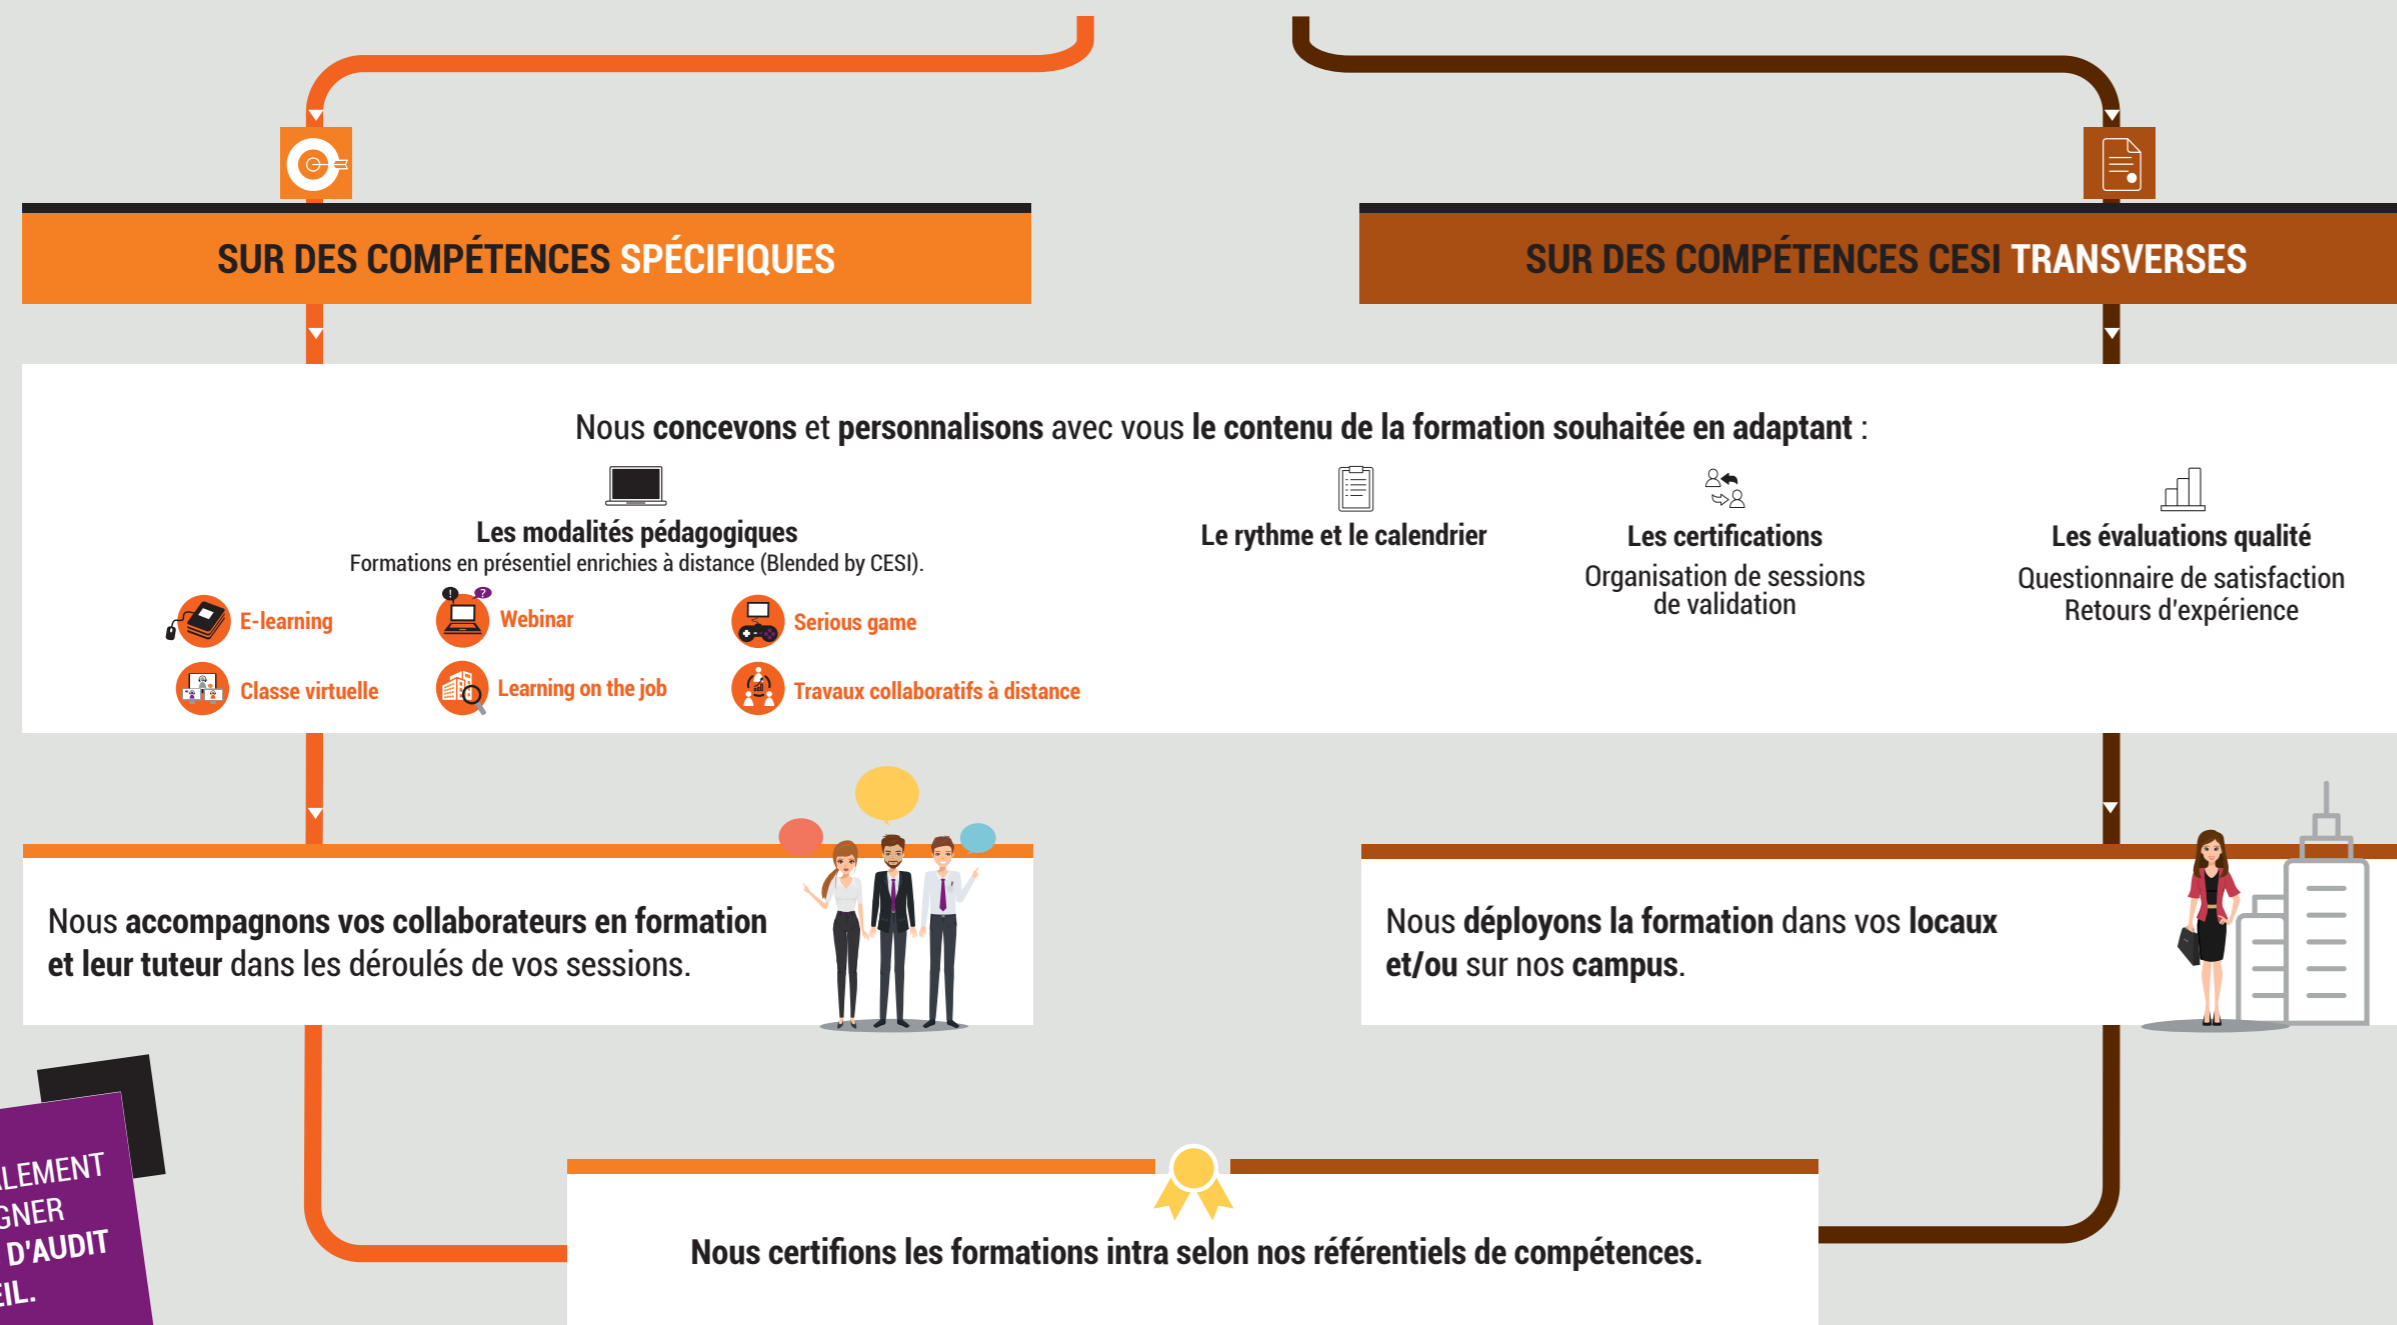 SUR DES COMPÉTENCES SPÉCIFIQUES
SUR DES COMPÉTENCES CESI TRANSVERSES
Nous concevons et personnalisons avec vous le contenu de la formation souhaitée en adaptant :
Les modalités pédagogiques
Formations en présentiel enrichies à distance (Blended by CESI).
E-learning
Webinar
Serious game
Classe virtuelle
Learning on the job
Travaux collaboratifs à distance
Le rythme et le calendrier
Les certifications
Organisation de sessions
de validation
Les évaluations qualité
Questionnaire de satisfaction
Retours d'expérience
Nous accompagnons vos collaborateurs en formation
et leur tuteur dans les déroulés de vos sessions.
Nous déployons la formation dans vos locaux
et/ou sur nos campus.
D'AUDIT
Nous certifions les formations intra selon nos référentiels de compétences.